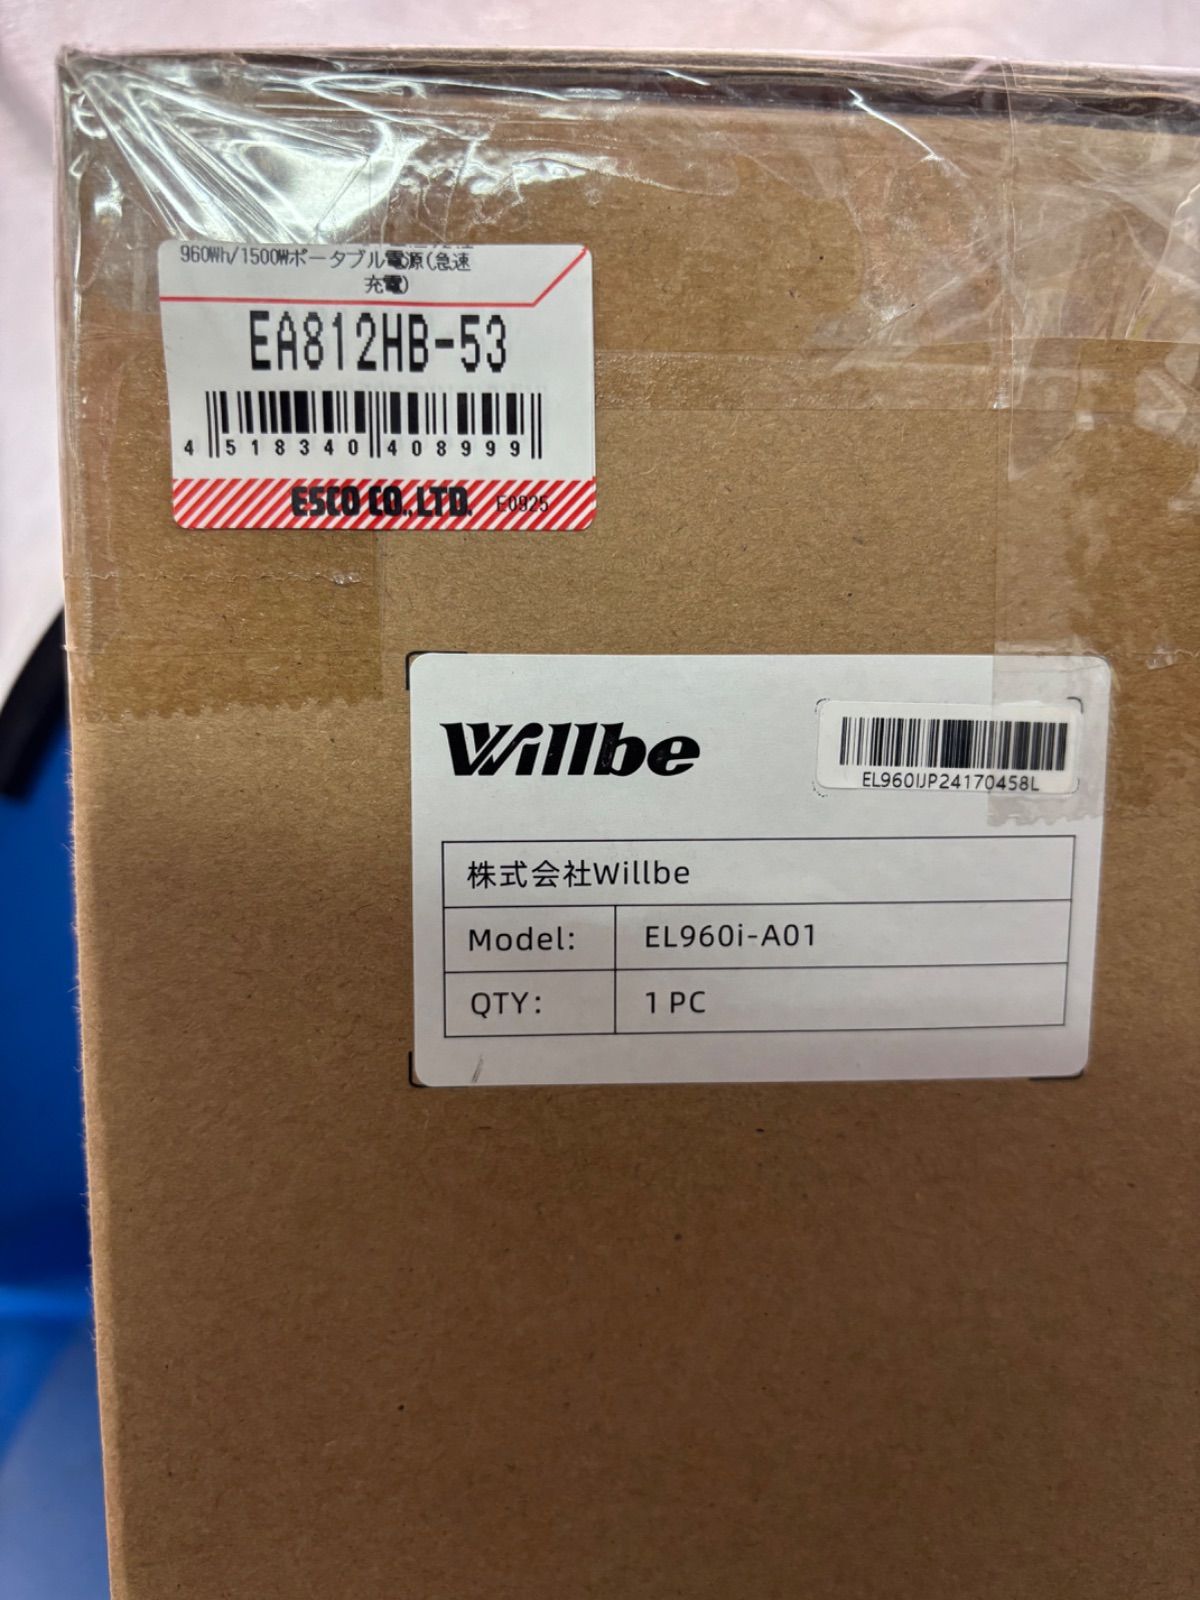 960Wh/1500Wポータブル電源(急速
充電)
EA812HB-53
4 518340 408999
ESCO CO.,LTD. E0925
Willbe
EL960IJP24170458L
株式会社Willbe
Model: EL960i-A01
QTY: 1 PC